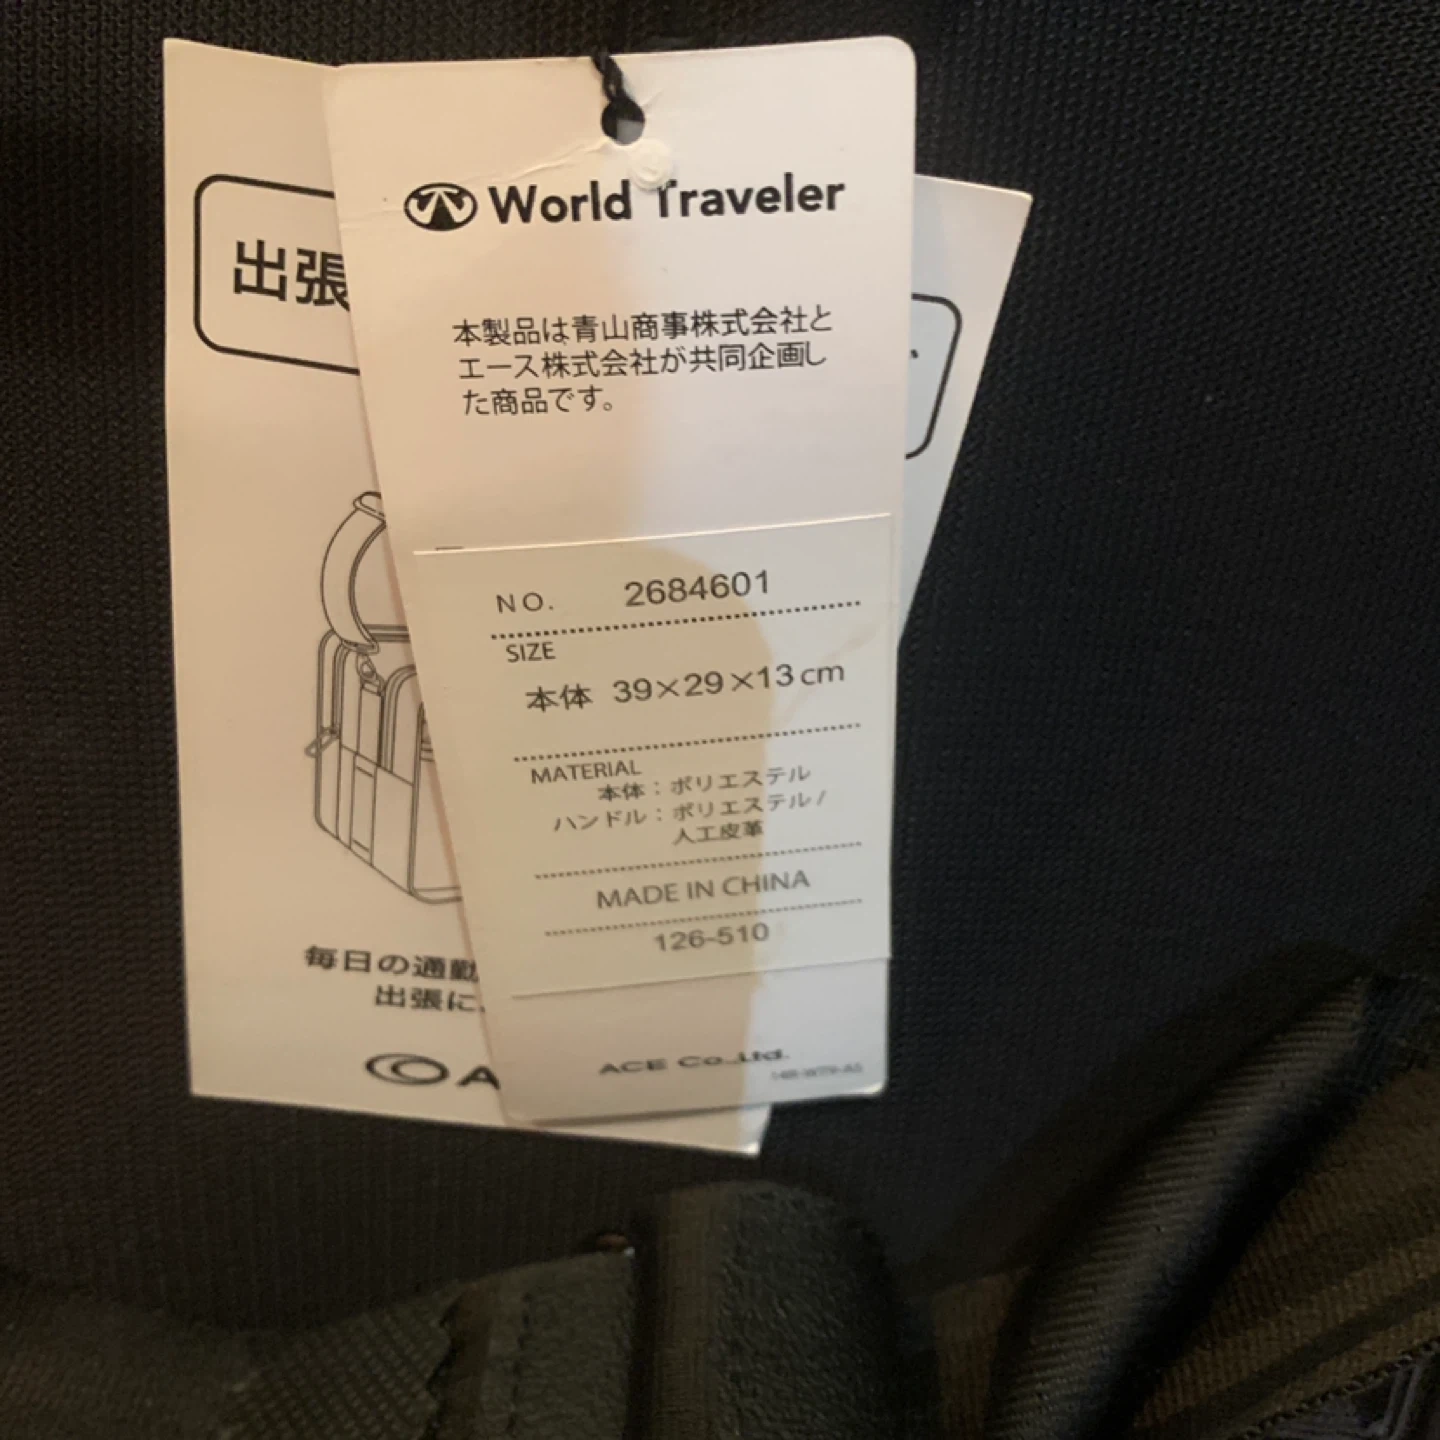 World Traveler
本製品は青山商事株式会社と
エース株式会社が共同企画し
た商品です。
NO. 2684601
SIZE
本体 39×29×13cm
MATERIAL
本体：ポリエステル
ハンドル：ポリエステル/
人工皮革
MADE IN CHINA
126-510
ACE Co.,Ltd.
出張
毎日の通勤
出張に
A